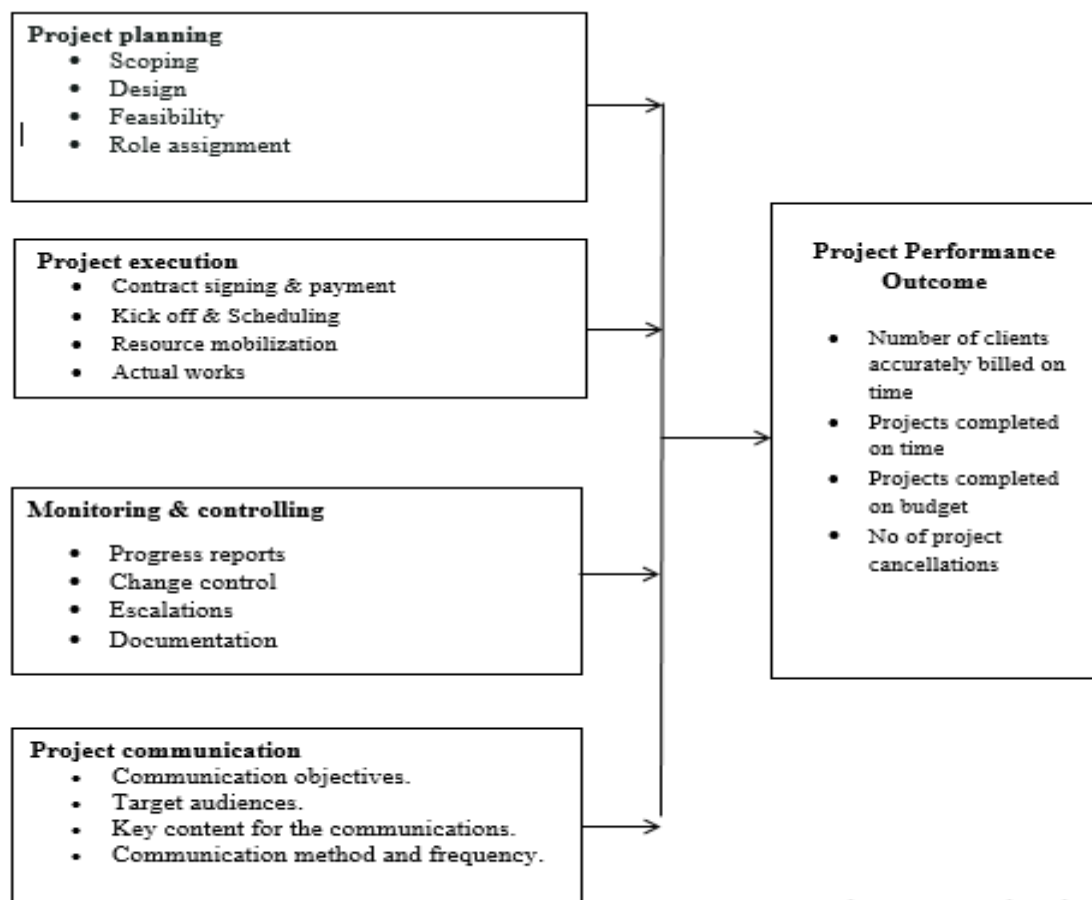 Project planning
• Scoping
• Design
• Feasibility
• Role assignment
Project execution
• Contract signing & payment
• Kick off & Scheduling
• Resource mobilization
• Actual works
Monitoring & controlling
• Progress reports
• Change control
• Escalations
• Documentation
Project communication
• Communication objectives.
• Target audiences.
• Key content for the communications.
• Communication method and frequency.
Project Performance
Outcome
• Number of clients
accurately billed on
time
• Projects completed
on time
• Projects completed
on budget
• No of project
cancellations